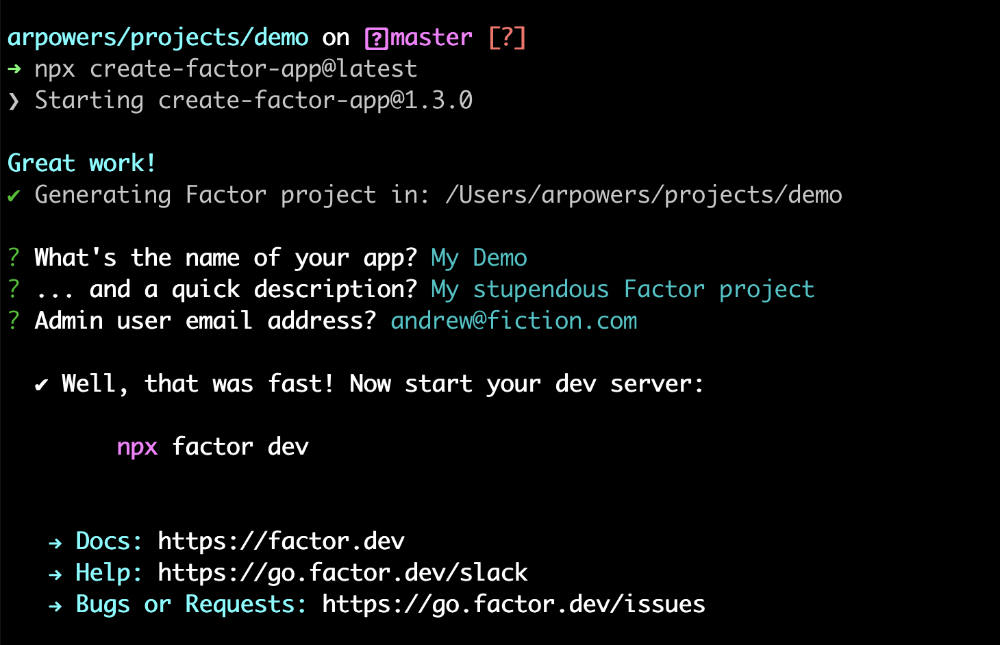 arpowers/projects/demo on [?]master [?]
➜ npx create-factor-app@latest
❯ Starting create-factor-app@1.3.0
Great work!
✔ Generating Factor project in: /Users/arpowers/projects/demo
? What's the name of your app? My Demo
? ... and a quick description? My stupendous Factor project
? Admin user email address? andrew@fiction.com
✔ Well, that was fast! Now start your dev server:
npx factor dev
→ Docs: https://factor.dev
→ Help: https://go.factor.dev/slack
→ Bugs or Requests: https://go.factor.dev/issues